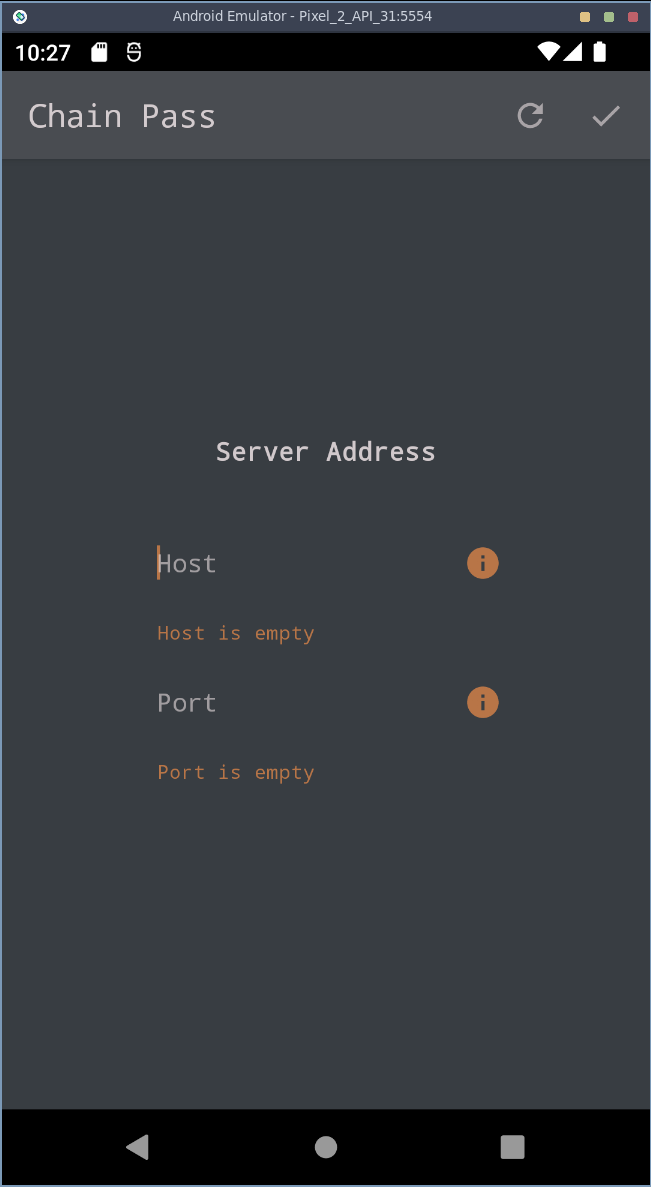 Android Emulator - Pixel_2_API_31:5554
10:27
Chain Pass
Server Address
Host
Host is empty
Port
Port is empty